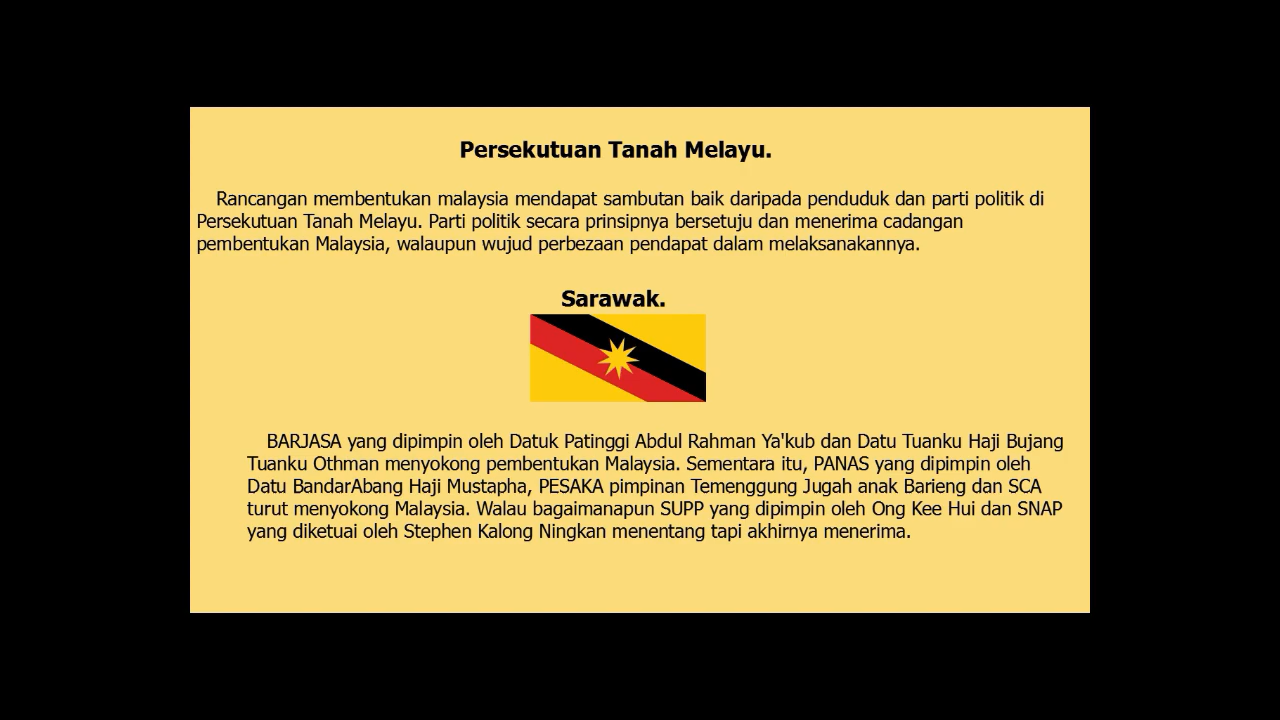 Persekutuan Tanah Melayu.
Rancangan membentukan malaysia mendapat sambutan baik daripada penduduk dan parti politik di
Persekutuan Tanah Melayu. Parti politik secara prinsipnya bersetuju dan menerima cadangan
pembentukan Malaysia, walaupun wujud perbezaan pendapat dalam melaksanakannya.
Sarawak.
BARJASA yang dipimpin oleh Datuk Patinggi Abdul Rahman Ya'kub dan Datu Tuanku Haji Bujang
Tuanku Othman menyokong pembentukan Malaysia. Sementara itu, PANAS yang dipimpin oleh
Datu BandarAbang Haji Mustapha, PESAKA pimpinan Temenggung Jugah anak Barieng dan SCA
turut menyokong Malaysia. Walau bagaimanapun SUPP yang dipimpin oleh Ong Kee Hui dan SNAP
yang diketuai oleh Stephen Kalong Ningkan menentang tapi akhirnya menerima.